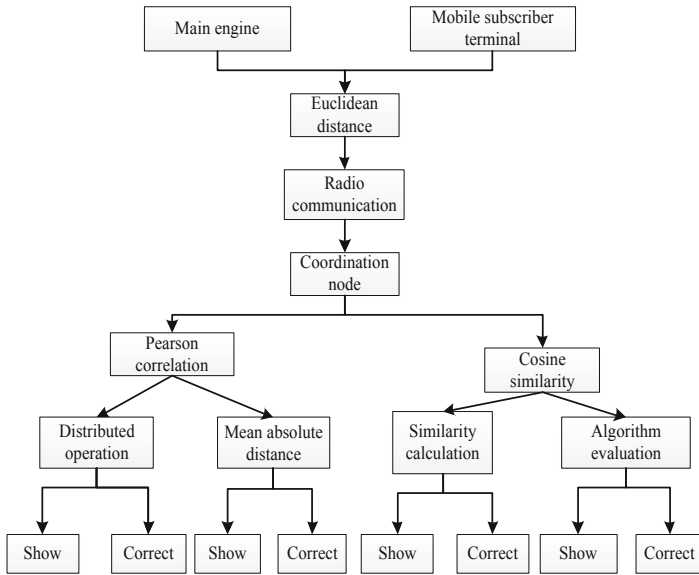 Main engine
Mobile subscriber
terminal
Euclidean
distance
Radio
communication
Coordination
node
Pearson
correlation
Cosine
similarity
Distributed
operation
Mean absolute
distance
Similarity
calculation
Algorithm
evaluation
Show
Correct
Show
Correct
Show
Correct
Show
Correct